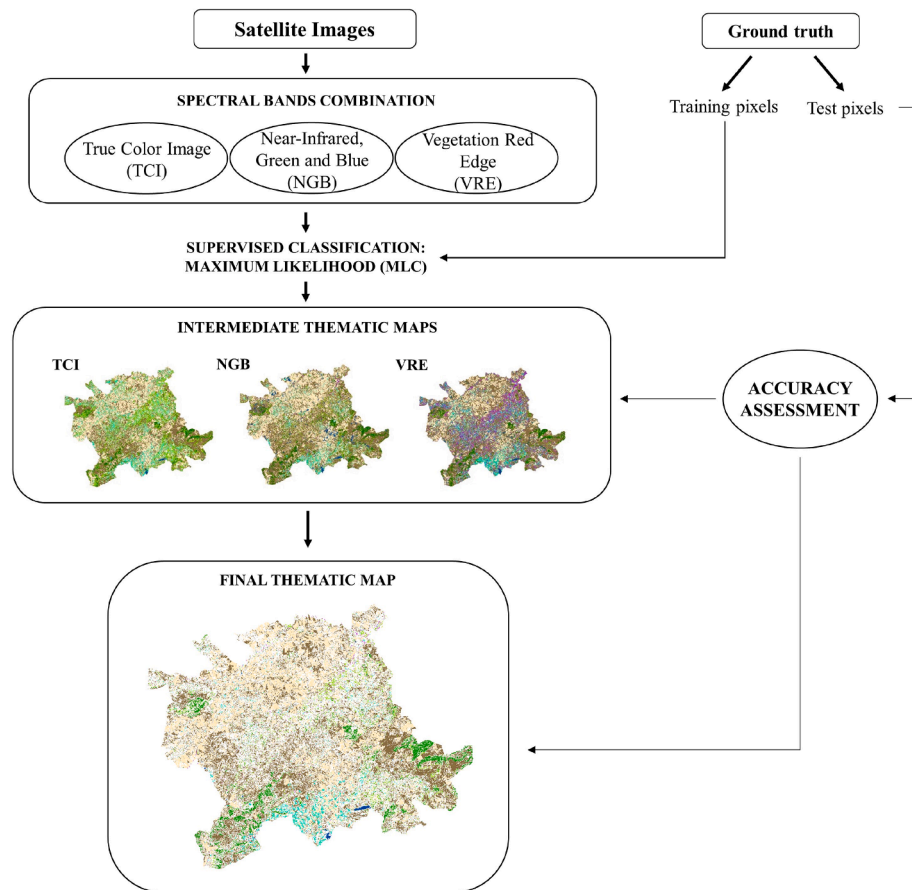 Satellite Images
Ground truth
SPECTRAL BANDS COMBINATION
True Color Image
(TCI)
Near-Infrared,
Green and Blue
(NGB)
Vegetation Red
Edge
(VRE)
Training pixels
Test pixels
SUPERVISED CLASSIFICATION:
MAXIMUM LIKELIHOOD (MLC)
INTERMEDIATE THEMATIC MAPS
TCI
NGB
VRE
ACCURACY
ASSESSMENT
FINAL THEMATIC MAP